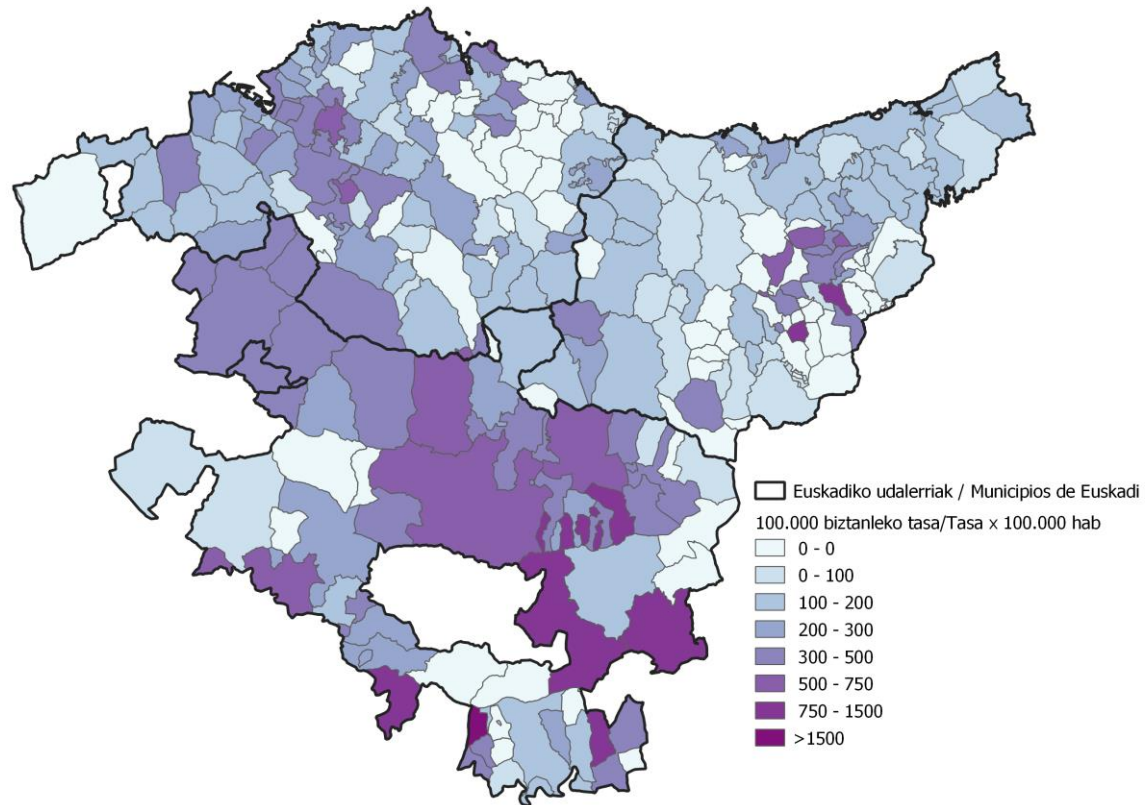 Euskadiko udalerriak / Municipios de Euskadi
100.000 biztanleko tasa/Tasa x 100.000 hab
0 - 0
0 - 100
100 - 200
200 - 300
300 - 500
500 - 750
750 - 1500
>1500